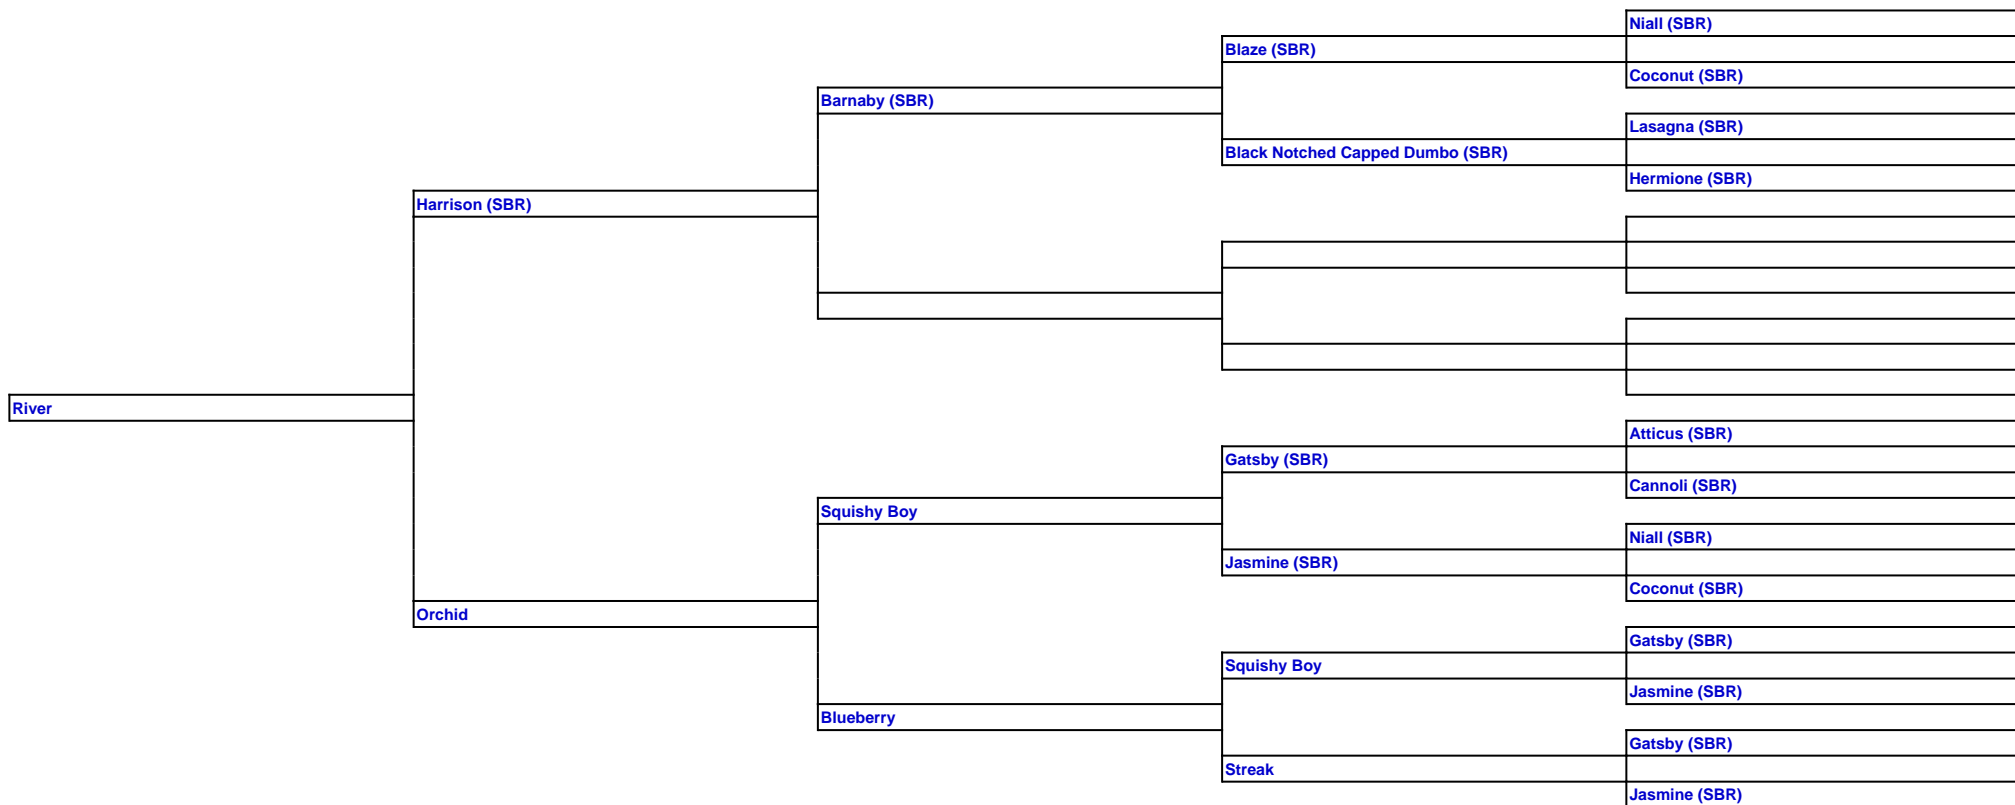 Niall (SBR)
Blaze (SBR)
Coconut (SBR)
Barnaby (SBR)
Lasagna (SBR)
Black Notched Capped Dumbo (SBR)
Hermione (SBR)
Harrison (SBR)
River
Atticus (SBR)
Gatsby (SBR)
Cannoli (SBR)
Squishy Boy
Niall (SBR)
Jasmine (SBR)
Coconut (SBR)
Orchid
Gatsby (SBR)
Squishy Boy
Jasmine (SBR)
Blueberry
Gatsby (SBR)
Streak
Jasmine (SBR)